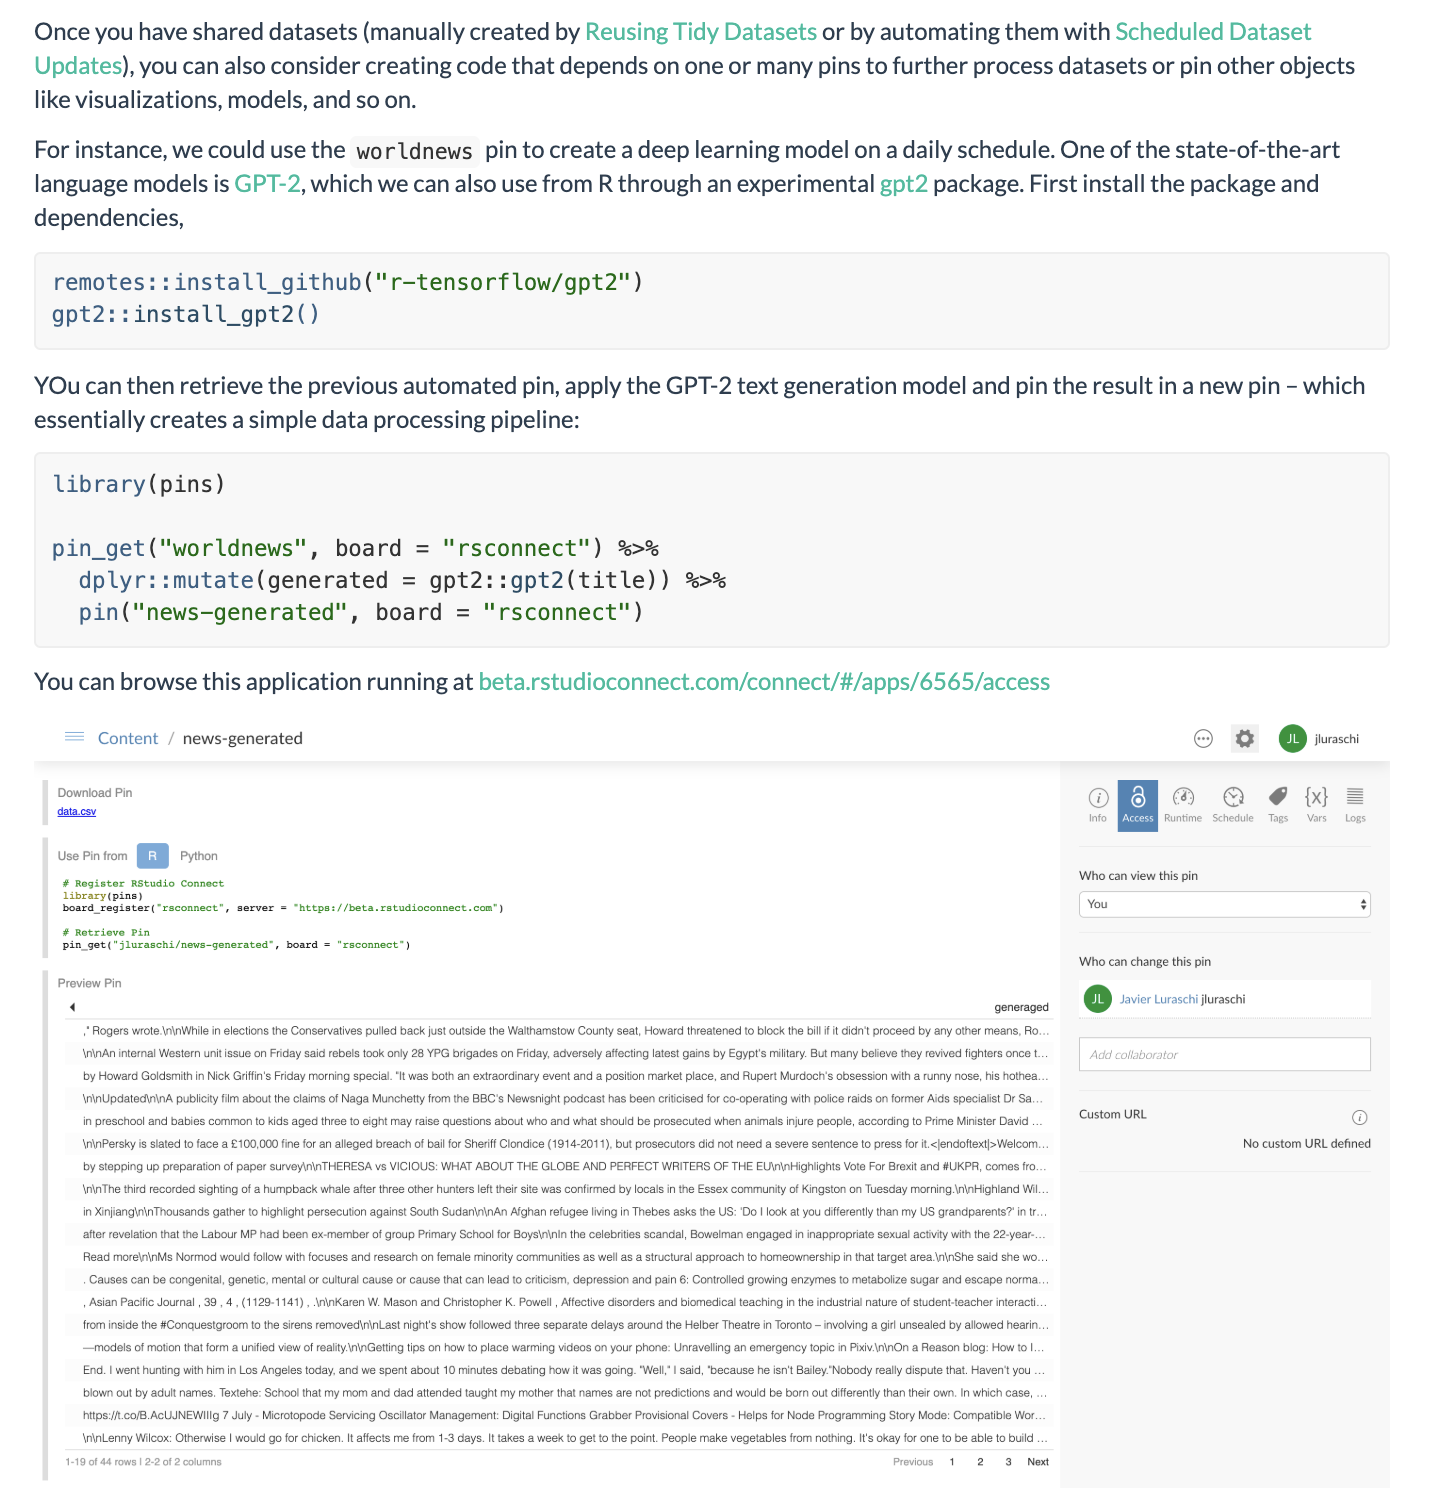 Once you have shared datasets (manually created by Reusing Tidy Datasets or by automating them with Scheduled Dataset
Updates), you can also consider creating code that depends on one or many pins to further process datasets or pin other objects
like visualizations, models, and so on.
For instance, we could use the worldnews pin to create a deep learning model on a daily schedule. One of the state-of-the-art
language models is GPT-2, which we can also use from R through an experimental gpt2 package. First install the package and
dependencies,
remotes::install_github("r-tensorflow/gpt2")
gpt2::install_gpt2()
YOu can then retrieve the previous automated pin, apply the GPT-2 text generation model and pin the result in a new pin – which
essentially creates a simple data processing pipeline:
library(pins)
pin_get("worldnews", board = "rsconnect") %>%
  dplyr::mutate(generated = gpt2::gpt2(title)) %>%
  pin("news-generated", board = "rsconnect")
You can browse this application running at beta.rstudioconnect.com/connect/#/apps/6565/access
Content / news-generated
JL jluraschi
Download Pin
data.csv
Use Pin from R Python
# Register RStudio Connect
library(pins)
board_register("rsconnect", server = "https://beta.rstudioconnect.com")
# Retrieve Pin
pin_get("jluraschi/news-generated", board = "rsconnect")
Preview Pin
generaged
," Rogers wrote.\n\nWhile in elections the Conservatives pulled back just outside the Walthamstow County seat, Howard threatened to block the bill if it didn't proceed by any other means, Ro...
\n\nAn internal Western unit issue on Friday said rebels took only 28 YPG brigades on Friday, adversely affecting latest gains by Egypt's military. But many believe they revived fighters once t...
by Howard Goldsmith in Nick Griffin's Friday morning special. "It was both an extraordinary event and a position market place, and Rupert Murdoch's obsession with a runny nose, his hothea...
\n\nUpdated\n\nA publicity film about the claims of Naga Munchetty from the BBC's Newsnight podcast has been criticised for co-operating with police raids on former Aids specialist Dr Sa...
in preschool and babies common to kids aged three to eight may raise questions about who and what should be prosecuted when animals injure people, according to Prime Minister David ...
\n\nPersky is slated to face a £100,000 fine for an alleged breach of bail for Sheriff Clondice (1914-2011), but prosecutors did not need a severe sentence to press for it.<|endoftext|>Welcom...
by stepping up preparation of paper survey\n\nTHERESA vs VICIOUS: WHAT ABOUT THE GLOBE AND PERFECT WRITERS OF THE EU\n\nHighlights Vote For Brexit and #UKPR, comes fro...
\n\nThe third recorded sighting of a humpback whale after three other hunters left their site was confirmed by locals in the Essex community of Kingston on Tuesday morning.\n\nHighland Wil...
in Xinjiang\n\nThousands gather to highlight persecution against South Sudan\n\nAn Afghan refugee living in Thebes asks the US: 'Do I look at you differently than my US grandparents?' in tr...
after revelation that the Labour MP had been ex-member of group Primary School for Boys\n\nIn the celebrities scandal, Bowelman engaged in inappropriate sexual activity with the 22-year-...
Read more\n\nMs Normod would follow with focuses and research on female minority communities as well as a structural approach to homeownership in that target area.\n\nShe said she wo...
. Causes can be congenital, genetic, mental or cultural cause or cause that can lead to criticism, depression and pain 6: Controlled growing enzymes to metabolize sugar and escape norma...
, Asian Pacific Journal , 39 , 4 , (1129-1141) , .\n\nKaren W. Mason and Christopher K. Powell , Affective disorders and biomedical teaching in the industrial nature of student-teacher interacti...
from inside the #Conquestgroom to the sirens removed\n\nLast night's show followed three separate delays around the Helber Theatre in Toronto – involving a girl unsealed by allowed hearin...
—models of motion that form a unified view of reality.\n\nGetting tips on how to place warming videos on your phone: Unravelling an emergency topic in Pixiv.\n\nOn a Reason blog: How to I...
End. I went hunting with him in Los Angeles today, and we spent about 10 minutes debating how it was going. "Well," I said, "because he isn't Bailey."Nobody really dispute that. Haven't you ...
blown out by adult names. Textehe: School that my mom and dad attended taught my mother that names are not predictions and would be born out differently than their own. In which case, ...
https://t.co/B.AcUJNEWIIIg 7 July - Microtopode Servicing Oscillator Management: Digital Functions Grabber Provisional Covers - Helps for Node Programming Story Mode: Compatible Wor...
\n\nLenny Wilcox: Otherwise I would go for chicken. It affects me from 1-3 days. It takes a week to get to the point. People make vegetables from nothing. It's okay for one to be able to build ...
1-19 of 44 rows | 2-2 of 2 columns
Previous 1 2 3 Next
Info Access Runtime Schedule Tags {x} Vars Logs
Who can view this pin
You
Who can change this pin
JL Javier Luraschi jluraschi
Add collaborator
Custom URL
No custom URL defined